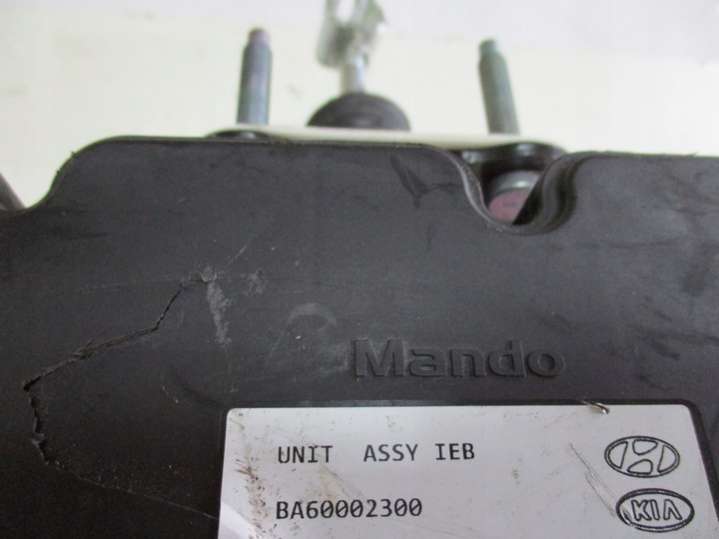 Mando
UNIT ASSY IEB
BA60002300
KIA